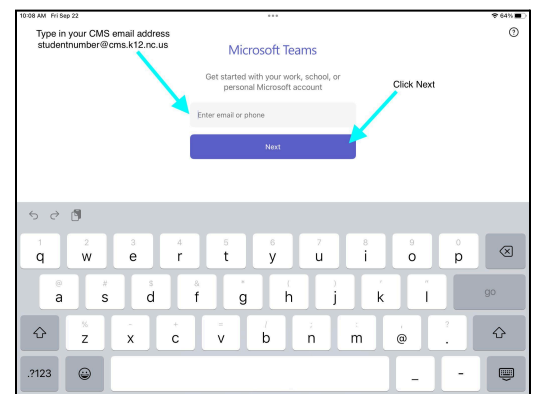 10:08 AM Fri Sep 22
64%
Type in your CMS email address
studentnumber@cms.k12.nc.us
Microsoft Teams
Get started with your work, school, or
personal Microsoft account
Click Next
Enter email or phone
Next
1 2 3 4 5 6 7 8 9 0
q w e r t y u i o p
@ # $ & * ( ) ' "
a s d f g h j k l go
% - + = / ; : , ?
z x c v b n m @ .
.?123 _ -